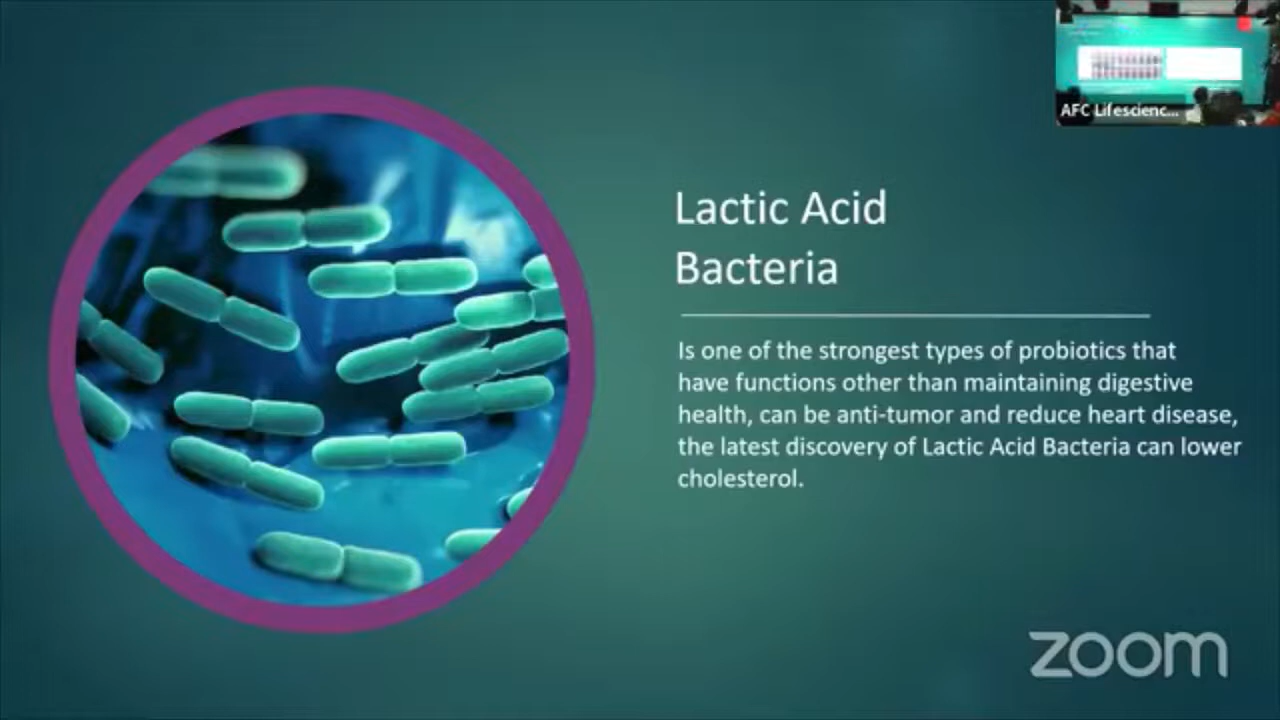 AFC Lifescienc...
Lactic Acid
Bacteria
Is one of the strongest types of probiotics that
have functions other than maintaining digestive
health, can be anti-tumor and reduce heart disease,
the latest discovery of Lactic Acid Bacteria can lower
cholesterol.
zoom